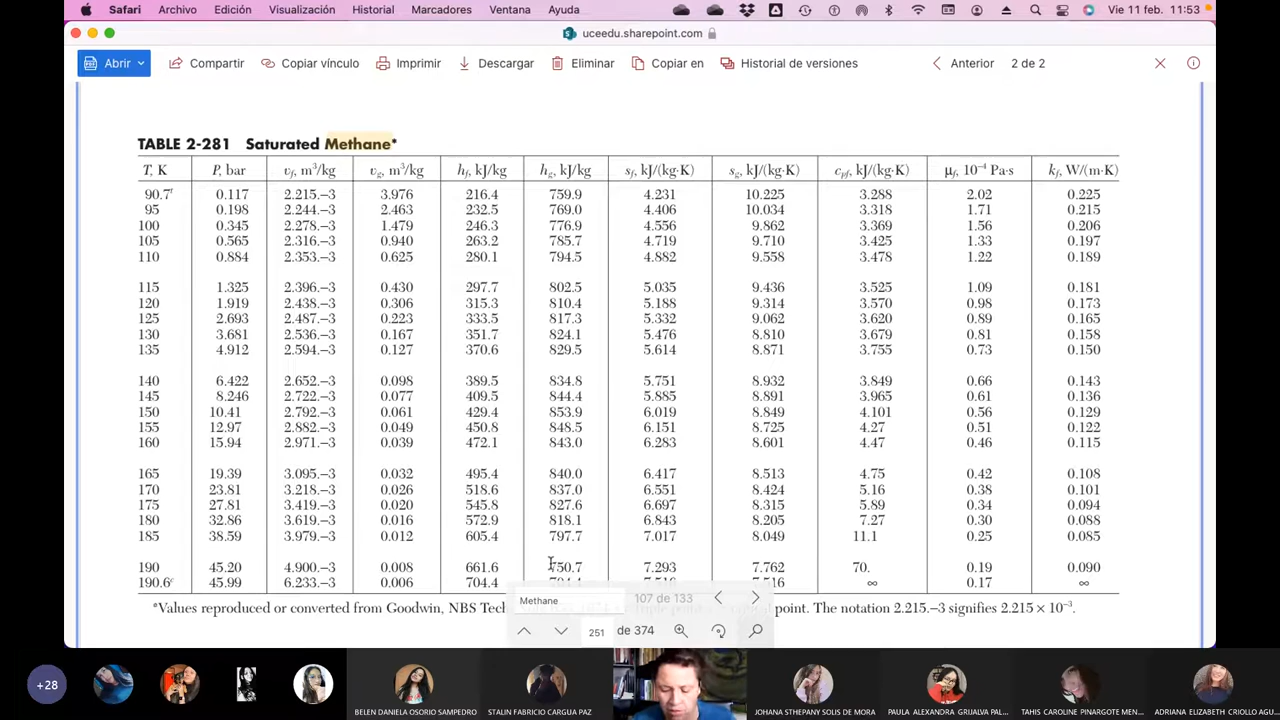 Safari Archivo Edición Visualización Historial Marcadores Ventana Ayuda Vie 11 feb. 11:53
uceedu.sharepoint.com
Abrir Compartir Copiar vínculo Imprimir Descargar Eliminar Copiar en Historial de versiones Anterior 2 de 2
TABLE 2-281 Saturated Methane*
T, K P, bar vf, m³/kg vg, m³/kg hf, kJ/kg hg, kJ/kg sf, kJ/(kg·K) sg, kJ/(kg·K) cpf, kJ/(kg·K) μf, 10⁻⁴ Pa·s kf, W/(m·K)
90.7ᵗ 0.117 2.215.−3 3.976 216.4 759.9 4.231 10.225 3.288 2.02 0.225
95 0.198 2.244.−3 2.463 232.5 769.0 4.406 10.034 3.318 1.71 0.215
100 0.345 2.278.−3 1.479 246.3 776.9 4.556 9.862 3.369 1.56 0.206
105 0.565 2.316.−3 0.940 263.2 785.7 4.719 9.710 3.425 1.33 0.197
110 0.884 2.353.−3 0.625 280.1 794.5 4.882 9.558 3.478 1.22 0.189
115 1.325 2.396.−3 0.430 297.7 802.5 5.035 9.436 3.525 1.09 0.181
120 1.919 2.438.−3 0.306 315.3 810.4 5.188 9.314 3.570 0.98 0.173
125 2.693 2.487.−3 0.223 333.5 817.3 5.332 9.062 3.620 0.89 0.165
130 3.681 2.536.−3 0.167 351.7 824.1 5.476 8.810 3.679 0.81 0.158
135 4.912 2.594.−3 0.127 370.6 829.5 5.614 8.871 3.755 0.73 0.150
140 6.422 2.652.−3 0.098 389.5 834.8 5.751 8.932 3.849 0.66 0.143
145 8.246 2.722.−3 0.077 409.5 844.4 5.885 8.891 3.965 0.61 0.136
150 10.41 2.792.−3 0.061 429.4 853.9 6.019 8.849 4.101 0.56 0.129
155 12.97 2.882.−3 0.049 450.8 848.5 6.151 8.725 4.27 0.51 0.122
160 15.94 2.971.−3 0.039 472.1 843.0 6.283 8.601 4.47 0.46 0.115
165 19.39 3.095.−3 0.032 495.4 840.0 6.417 8.513 4.75 0.42 0.108
170 23.81 3.218.−3 0.026 518.6 837.0 6.551 8.424 5.16 0.38 0.101
175 27.81 3.419.−3 0.020 545.8 827.6 6.697 8.315 5.89 0.34 0.094
180 32.86 3.619.−3 0.016 572.9 818.1 6.843 8.205 7.27 0.30 0.088
185 38.59 3.979.−3 0.012 605.4 797.7 7.017 8.049 11.1 0.25 0.085
190 45.20 4.900.−3 0.008 661.6 750.7 7.293 7.762 70. 0.19 0.090
190.6ᶜ 45.99 6.233.−3 0.006 704.4 704.4 7.516 7.516 ∞ 0.17 ∞
*Values reproduced or converted from Goodwin, NBS Tech. point. The notation 2.215.−3 signifies 2.215 × 10⁻³.
Methane 107 de 133
251 de 374
+28
BELEN DANIELA OSORIO SAMPEDRO
STALIN FABRICIO CARGUA PAZ
JOHANA STHEPANY SOLIS DE MORA
PAULA ALEXANDRA GRIJALVA PAL...
TAHIS CAROLINE PINARGOTE MEN...
ADRIANA ELIZABETH CRIOLLO AGU...